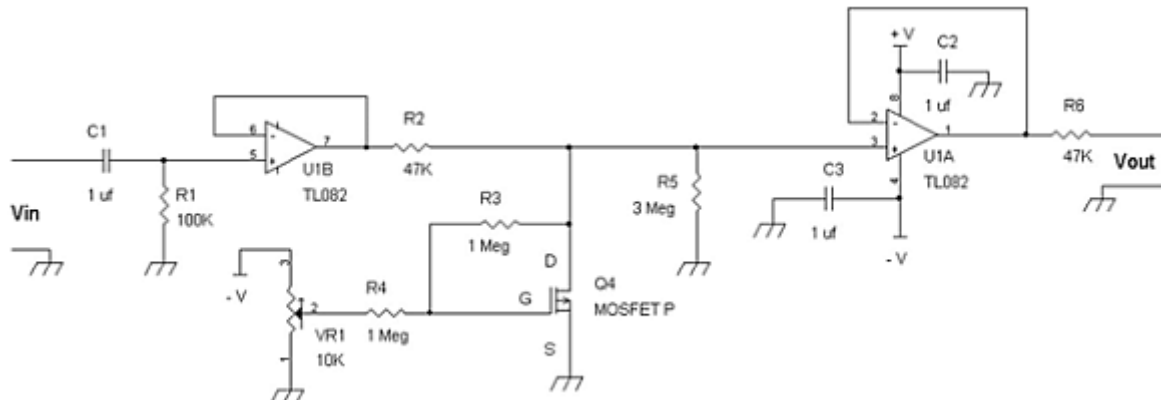 + V
C2
8
1 uf
R6
C1
R2
6
7
2
1
5
3
U1B
U1A
47K
TL082
TL082
47K
Vout
1 uf
R1
100K
R3
R5
C3
4
Vin
1 Meg
3 Meg
1 uf
- V
D
3
R4
Q4
- V
G
MOSFET P
2
VR1
1 Meg
S
1
10K